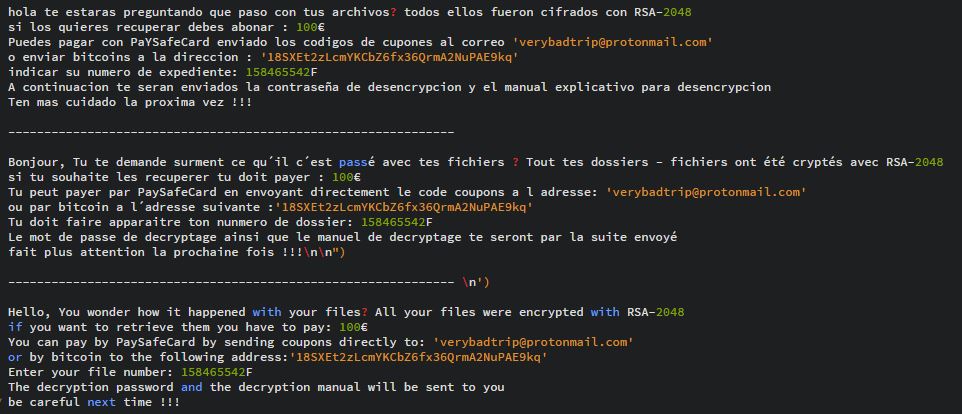 hola te estaras preguntando que paso con tus archivos? todos ellos fueron cifrados con RSA-2048
si los quieres recuperar debes abonar : 100€
Puedes pagar con PaYSafeCard enviado los codigos de cupones al correo 'verybadtrip@protonmail.com'
o enviar bitcoins a la direccion : '18SXEt2zLcmYKCbZ6fx36QrmA2NuPAE9kq'
indicar su numero de expediente: 158465542F
A continuacion te seran enviados la contraseña de desencrypcion y el manual explicativo para desencrypcion
Ten mas cuidado la proxima vez !!!
--------------------------------------------------------------
Bonjour, Tu te demande surment ce qu´il c´est passé avec tes fichiers ? Tout tes dossiers - fichiers ont été cryptés avec RSA-2048
si tu souhaite les recuperer tu doit payer : 100€
Tu peut payer par PaySafeCard en envoyant directement le code coupons a l adresse: 'verybadtrip@protonmail.com'
ou par bitcoin a l´adresse suivante :'18SXEt2zLcmYKCbZ6fx36QrmA2NuPAE9kq'
Tu doit faire apparaitre ton nunmero de dossier: 158465542F
Le mot de passe de decryptage ainsi que le manuel de decryptage te seront par la suite envoyé
fait plus attention la prochaine fois !!!\n\n")
-------------------------------------------------------------- \n')
Hello, You wonder how it happened with your files? All your files were encrypted with RSA-2048
if you want to retrieve them you have to pay: 100€
You can pay by PaySafeCard by sending coupons directly to: 'verybadtrip@protonmail.com'
or by bitcoin to the following address:'18SXEt2zLcmYKCbZ6fx36QrmA2NuPAE9kq'
Enter your file number: 158465542F
The decryption password and the decryption manual will be sent to you
be careful next time !!!